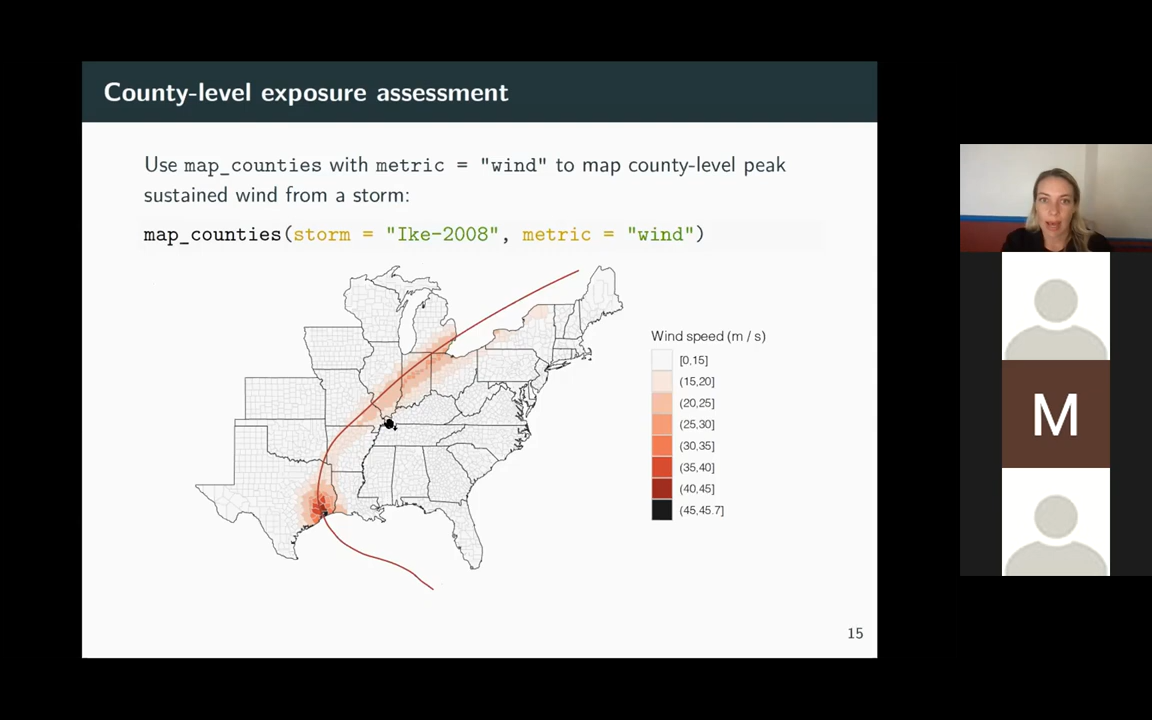 County-level exposure assessment
Use map_counties with metric = "wind" to map county-level peak
sustained wind from a storm:
map_counties(storm = "Ike-2008", metric = "wind")
Wind speed (m / s)
[0,15]
(15,20]
(20,25]
(25,30]
(30,35]
(35,40]
(40,45]
(45,45.7]
15
M